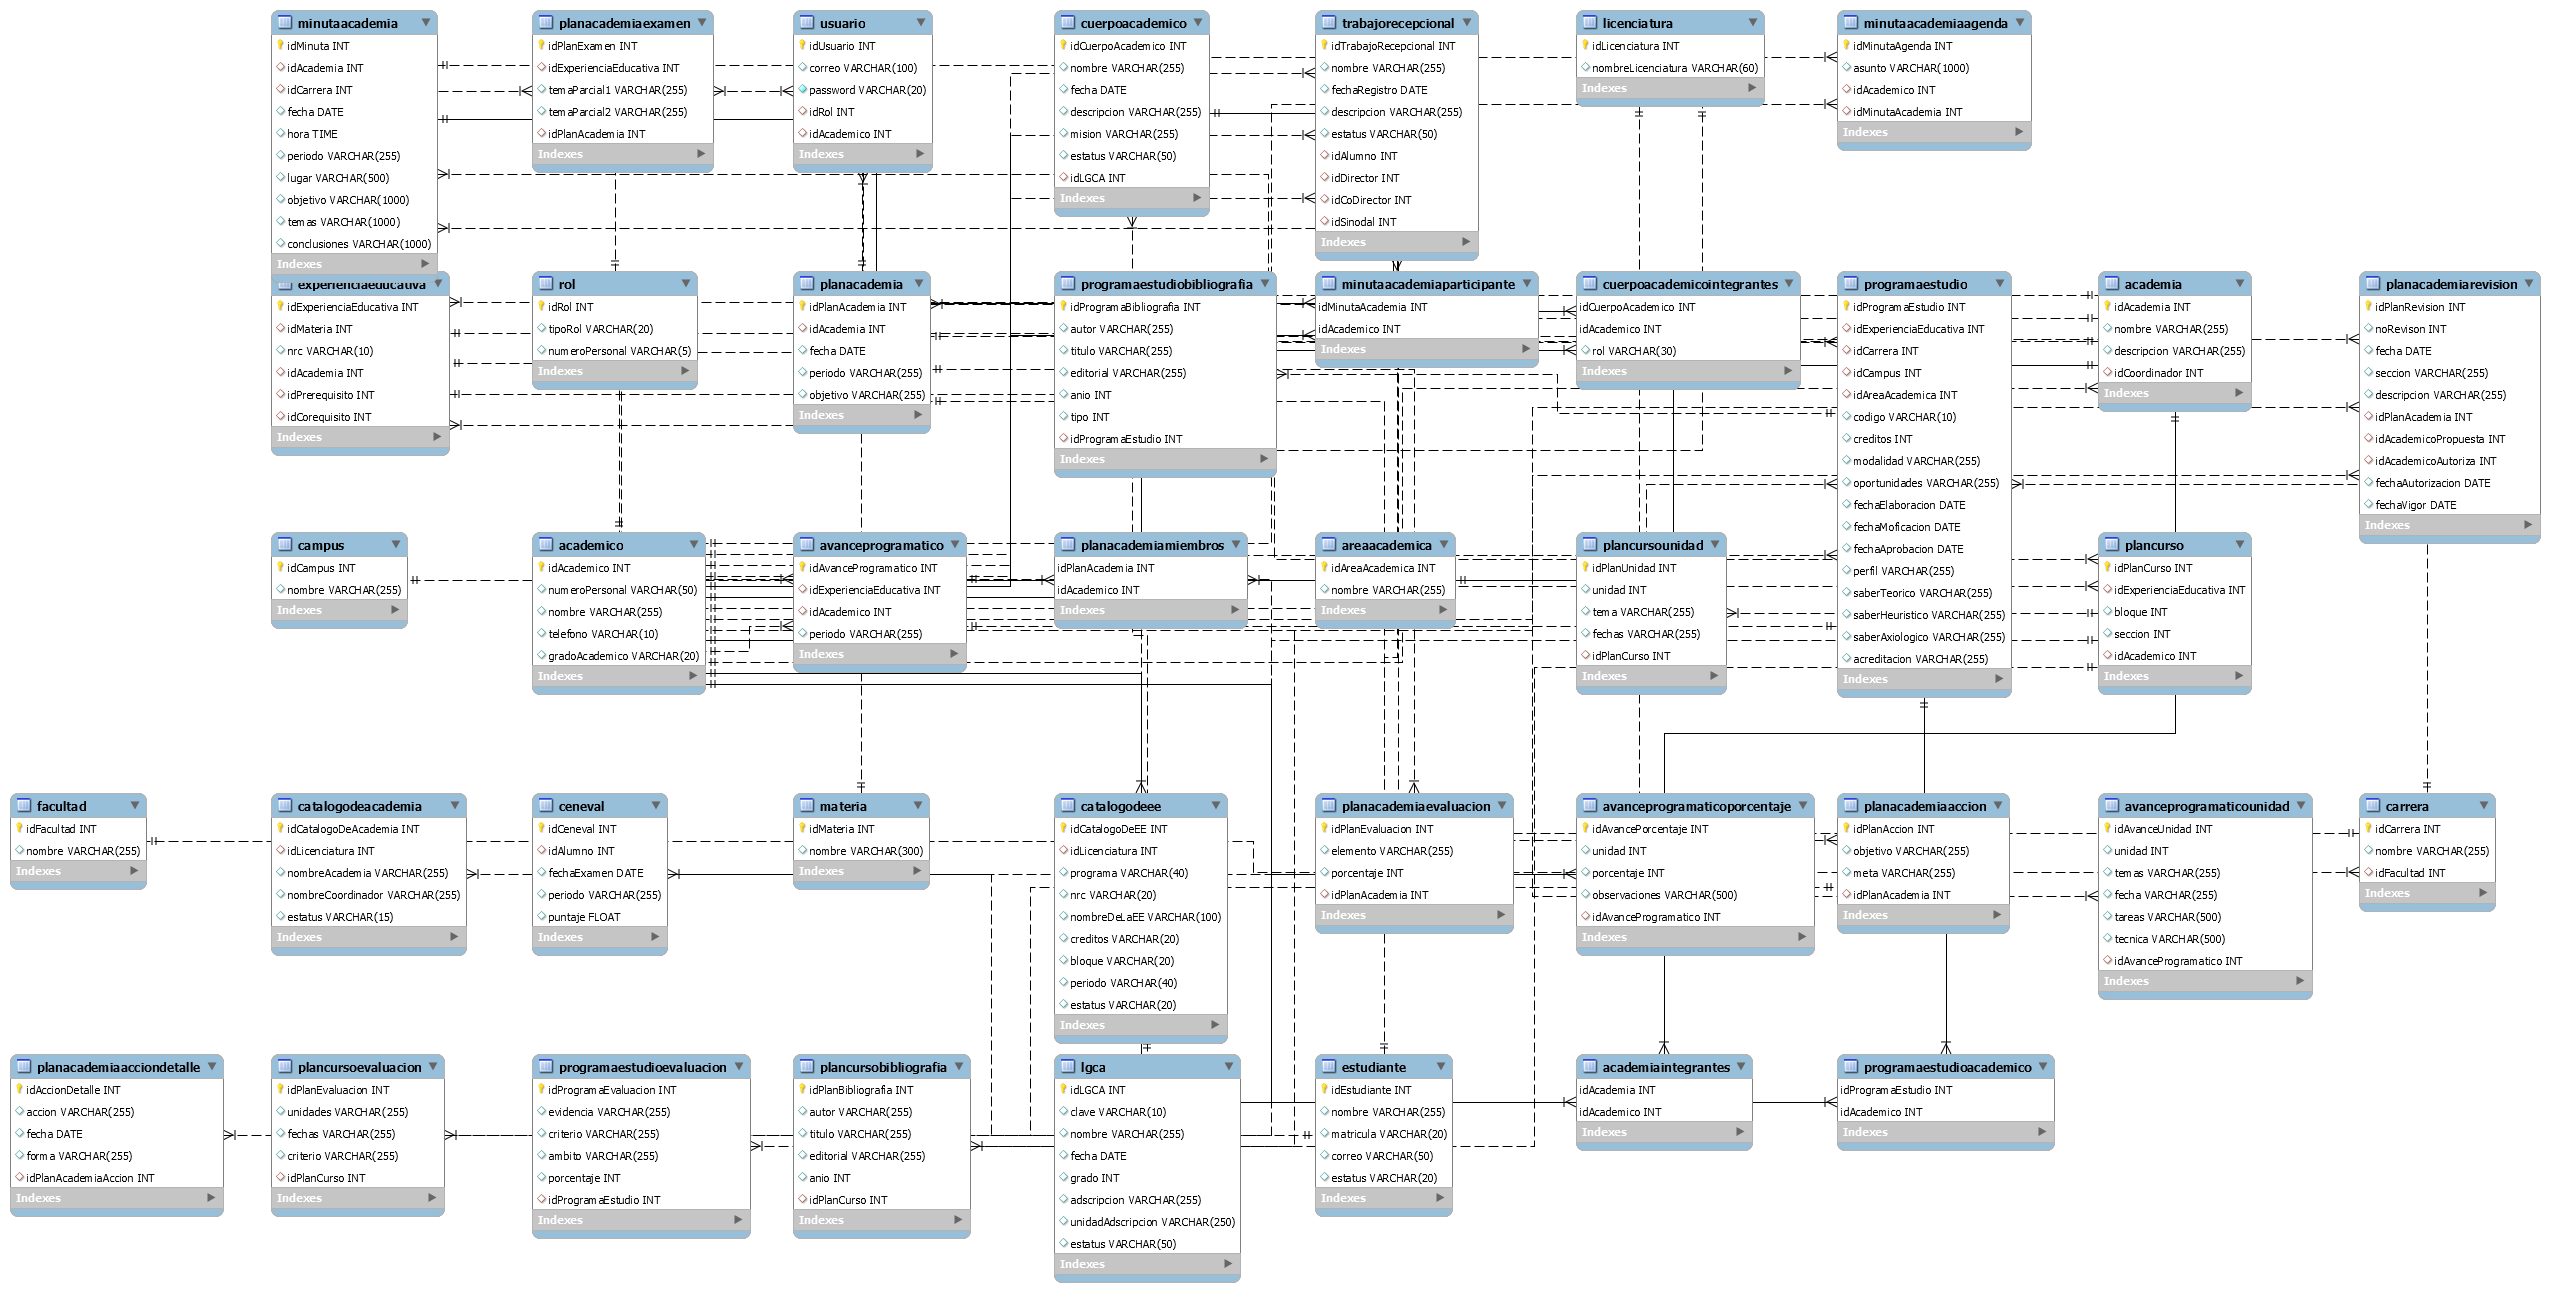 minutaacademia
idMinuta INT
idAcademia INT
idCarrera INT
fecha DATE
hora TIME
periodo VARCHAR(255)
lugar VARCHAR(500)
objetivo VARCHAR(1000)
temas VARCHAR(1000)
conclusiones VARCHAR(1000)
Indexes
planacademiaexamen
idPlanExamen INT
idExperienciaEducativa INT
temaParcial1 VARCHAR(255)
temaParcial2 VARCHAR(255)
idPlanAcademia INT
Indexes
usuario
idUsuario INT
correo VARCHAR(100)
password VARCHAR(20)
idRol INT
idAcademico INT
Indexes
cuerpoacademico
idCuerpoAcademico INT
nombre VARCHAR(255)
fecha DATE
descripcion VARCHAR(255)
mision VARCHAR(255)
estatus VARCHAR(50)
idLGCA INT
Indexes
trabajorecepcional
idTrabajoRecepcional INT
nombre VARCHAR(255)
fechaRegistro DATE
descripcion VARCHAR(255)
estatus VARCHAR(50)
idAlumno INT
idDirector INT
idCoDirector INT
idSinodal INT
Indexes
licenciatura
idLicenciatura INT
nombreLicenciatura VARCHAR(60)
Indexes
minutaacademiaagenda
idMinutaAgenda INT
asunto VARCHAR(1000)
idAcademico INT
idMinutaAcademia INT
Indexes
experienciaeducativa
idExperienciaEducativa INT
idMateria INT
nrc VARCHAR(10)
idAcademia INT
idPrerequisito INT
idCorequisito INT
Indexes
rol
idRol INT
tipoRol VARCHAR(20)
numeroPersonal VARCHAR(5)
Indexes
planacademia
idPlanAcademia INT
idAcademia INT
fecha DATE
periodo VARCHAR(255)
objetivo VARCHAR(255)
Indexes
programaestudiobibliografia
idProgramaBibliografia INT
autor VARCHAR(255)
titulo VARCHAR(255)
editorial VARCHAR(255)
anio INT
tipo INT
idProgramaEstudio INT
Indexes
minutaacademiaparticipante
idMinutaAcademia INT
idAcademico INT
Indexes
cuerpoacademicointegrantes
idCuerpoAcademico INT
idAcademico INT
rol VARCHAR(30)
Indexes
programaestudio
idProgramaEstudio INT
idExperienciaEducativa INT
idCarrera INT
idCampus INT
idAreaAcademica INT
codigo VARCHAR(10)
creditos INT
modalidad VARCHAR(255)
oportunidades VARCHAR(255)
fechaElaboracion DATE
fechaMoficacion DATE
fechaAprobacion DATE
perfil VARCHAR(255)
saberTeorico VARCHAR(255)
saberHeuristico VARCHAR(255)
saberAxiologico VARCHAR(255)
acreditacion VARCHAR(255)
Indexes
academia
idAcademia INT
nombre VARCHAR(255)
descripcion VARCHAR(255)
idCoordinador INT
Indexes
planacademiarevision
idPlanRevision INT
noRevison INT
fecha DATE
seccion VARCHAR(255)
descripcion VARCHAR(255)
idPlanAcademia INT
idAcademicoPropuesta INT
idAcademicoAutoriza INT
fechaAutorizacion DATE
fechaVigor DATE
Indexes
campus
idCampus INT
nombre VARCHAR(255)
Indexes
academico
idAcademico INT
numeroPersonal VARCHAR(50)
nombre VARCHAR(255)
telefono VARCHAR(10)
gradoAcademico VARCHAR(20)
Indexes
avanceprogramatico
idAvanceProgramatico INT
idExperienciaEducativa INT
idAcademico INT
periodo VARCHAR(255)
Indexes
planacademiamiembros
idPlanAcademia INT
idAcademico INT
Indexes
areaacademica
idAreaAcademica INT
nombre VARCHAR(255)
Indexes
plancursounidad
idPlanUnidad INT
unidad INT
tema VARCHAR(255)
fechas VARCHAR(255)
idPlanCurso INT
Indexes
plancurso
idPlanCurso INT
idExperienciaEducativa INT
bloque INT
seccion INT
idAcademico INT
Indexes
facultad
idFacultad INT
nombre VARCHAR(255)
Indexes
catalogodeacademia
idCatalogoDeAcademia INT
idLicenciatura INT
nombreAcademia VARCHAR(255)
nombreCoordinador VARCHAR(255)
estatus VARCHAR(15)
Indexes
ceneval
idCeneval INT
idAlumno INT
fechaExamen DATE
periodo VARCHAR(255)
puntaje FLOAT
Indexes
materia
idMateria INT
nombre VARCHAR(300)
Indexes
catalogodeee
idCatalogoDeEE INT
idLicenciatura INT
programa VARCHAR(40)
nrc VARCHAR(20)
nombreDeLaEE VARCHAR(100)
creditos VARCHAR(20)
bloque VARCHAR(20)
periodo VARCHAR(40)
estatus VARCHAR(20)
Indexes
planacademiaevaluacion
idPlanEvaluacion INT
elemento VARCHAR(255)
porcentaje INT
idPlanAcademia INT
Indexes
avanceprogramaticoporcentaje
idAvancePorcentaje INT
unidad INT
porcentaje INT
observaciones VARCHAR(500)
idAvanceProgramatico INT
Indexes
planacademiaaccion
idPlanAccion INT
objetivo VARCHAR(255)
meta VARCHAR(255)
idPlanAcademia INT
Indexes
avanceprogramaticounidad
idAvanceUnidad INT
unidad INT
temas VARCHAR(255)
fecha VARCHAR(255)
tareas VARCHAR(500)
tecnica VARCHAR(500)
idAvanceProgramatico INT
Indexes
carrera
idCarrera INT
nombre VARCHAR(255)
idFacultad INT
Indexes
planacademiaacciondetalle
idAccionDetalle INT
accion VARCHAR(255)
fecha DATE
forma VARCHAR(255)
idPlanAcademiaAccion INT
Indexes
plancursoevaluacion
idPlanEvaluacion INT
unidades VARCHAR(255)
fechas VARCHAR(255)
criterio VARCHAR(255)
idPlanCurso INT
Indexes
programaestudioevaluacion
idProgramaEvaluacion INT
evidencia VARCHAR(255)
criterio VARCHAR(255)
ambito VARCHAR(255)
porcentaje INT
idProgramaEstudio INT
Indexes
plancursobibliografia
idPlanBibliografia INT
autor VARCHAR(255)
titulo VARCHAR(255)
editorial VARCHAR(255)
anio INT
idPlanCurso INT
Indexes
lgca
idLGCA INT
clave VARCHAR(10)
nombre VARCHAR(255)
fecha DATE
grado INT
adscripcion VARCHAR(255)
unidadAdscripcion VARCHAR(250)
estatus VARCHAR(50)
Indexes
estudiante
idEstudiante INT
nombre VARCHAR(255)
matricula VARCHAR(20)
correo VARCHAR(50)
estatus VARCHAR(20)
Indexes
academiaintegrantes
idAcademia INT
idAcademico INT
Indexes
programaestudioacademico
idProgramaEstudio INT
idAcademico INT
Indexes